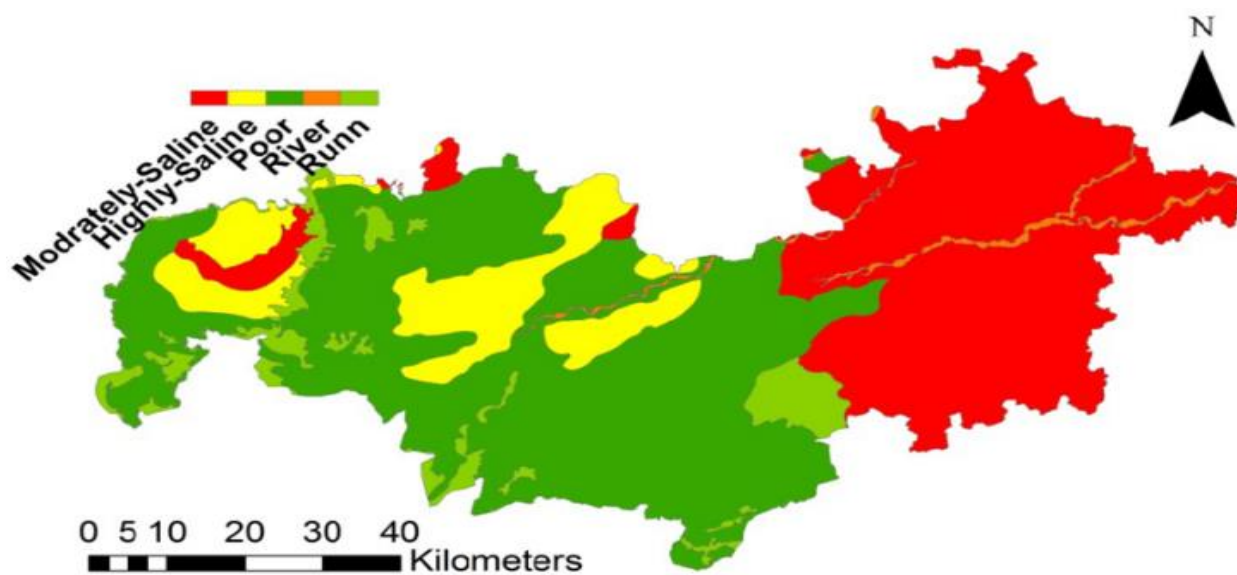 N
Modrately-Saline
Highly-Saline
Poor
River
Runn
0 5 10 20 30 40
Kilometers